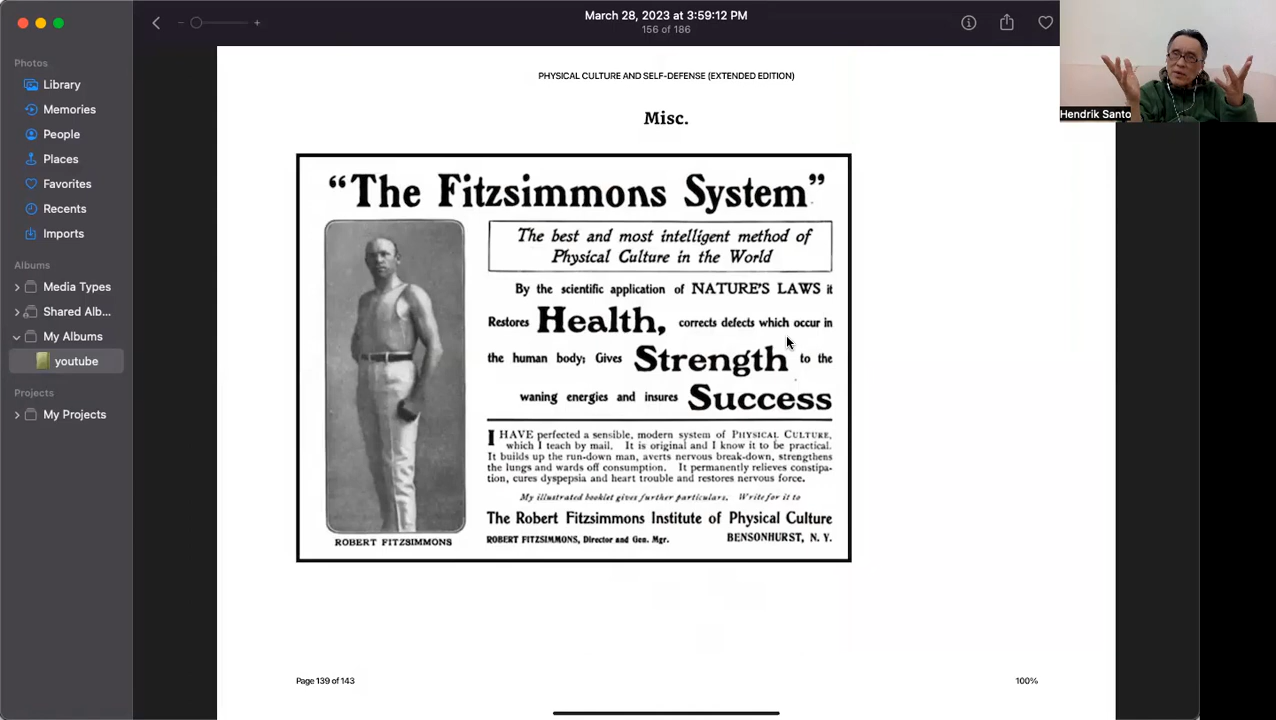 March 28, 2023 at 3:59:12 PM
156 of 186
Photos
Library
Memories
People
Places
Favorites
Recents
Imports
Albums
Media Types
Shared Alb...
My Albums
youtube
Projects
My Projects
Hendrik Santo
PHYSICAL CULTURE AND SELF-DEFENSE (EXTENDED EDITION)
Misc.
"The Fitzsimmons System"
The best and most intelligent method of
Physical Culture in the World
By the scientific application of NATURE'S LAWS it
Restores Health, corrects defects which occur in
the human body; Gives Strength to the
waning energies and insures Success
I HAVE perfected a sensible, modern system of PHYSICAL CULTURE,
which I teach by mail. It is original and I know it to be practical.
It builds up the run-down man, averts nervous break-down, strengthens
the lungs and wards off consumption. It permanently relieves constipa-
tion, cures dyspepsia and heart trouble and restores nervous force.
My illustrated booklet gives further particulars. Write for it to
The Robert Fitzsimmons Institute of Physical Culture
ROBERT FITZSIMMONS, Director and Gen. Mgr. BENSONHURST, N. Y.
ROBERT FITZSIMMONS
Page 139 of 143
100%